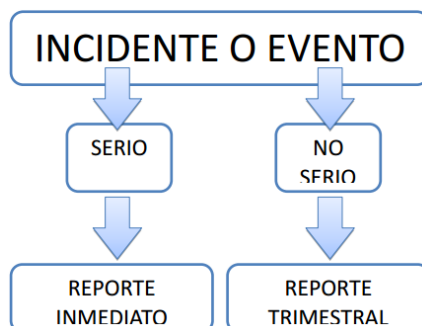 INCIDENTE O EVENTO
SERIO
NO
SERIO
REPORTE
INMEDIATO
REPORTE
TRIMESTRAL